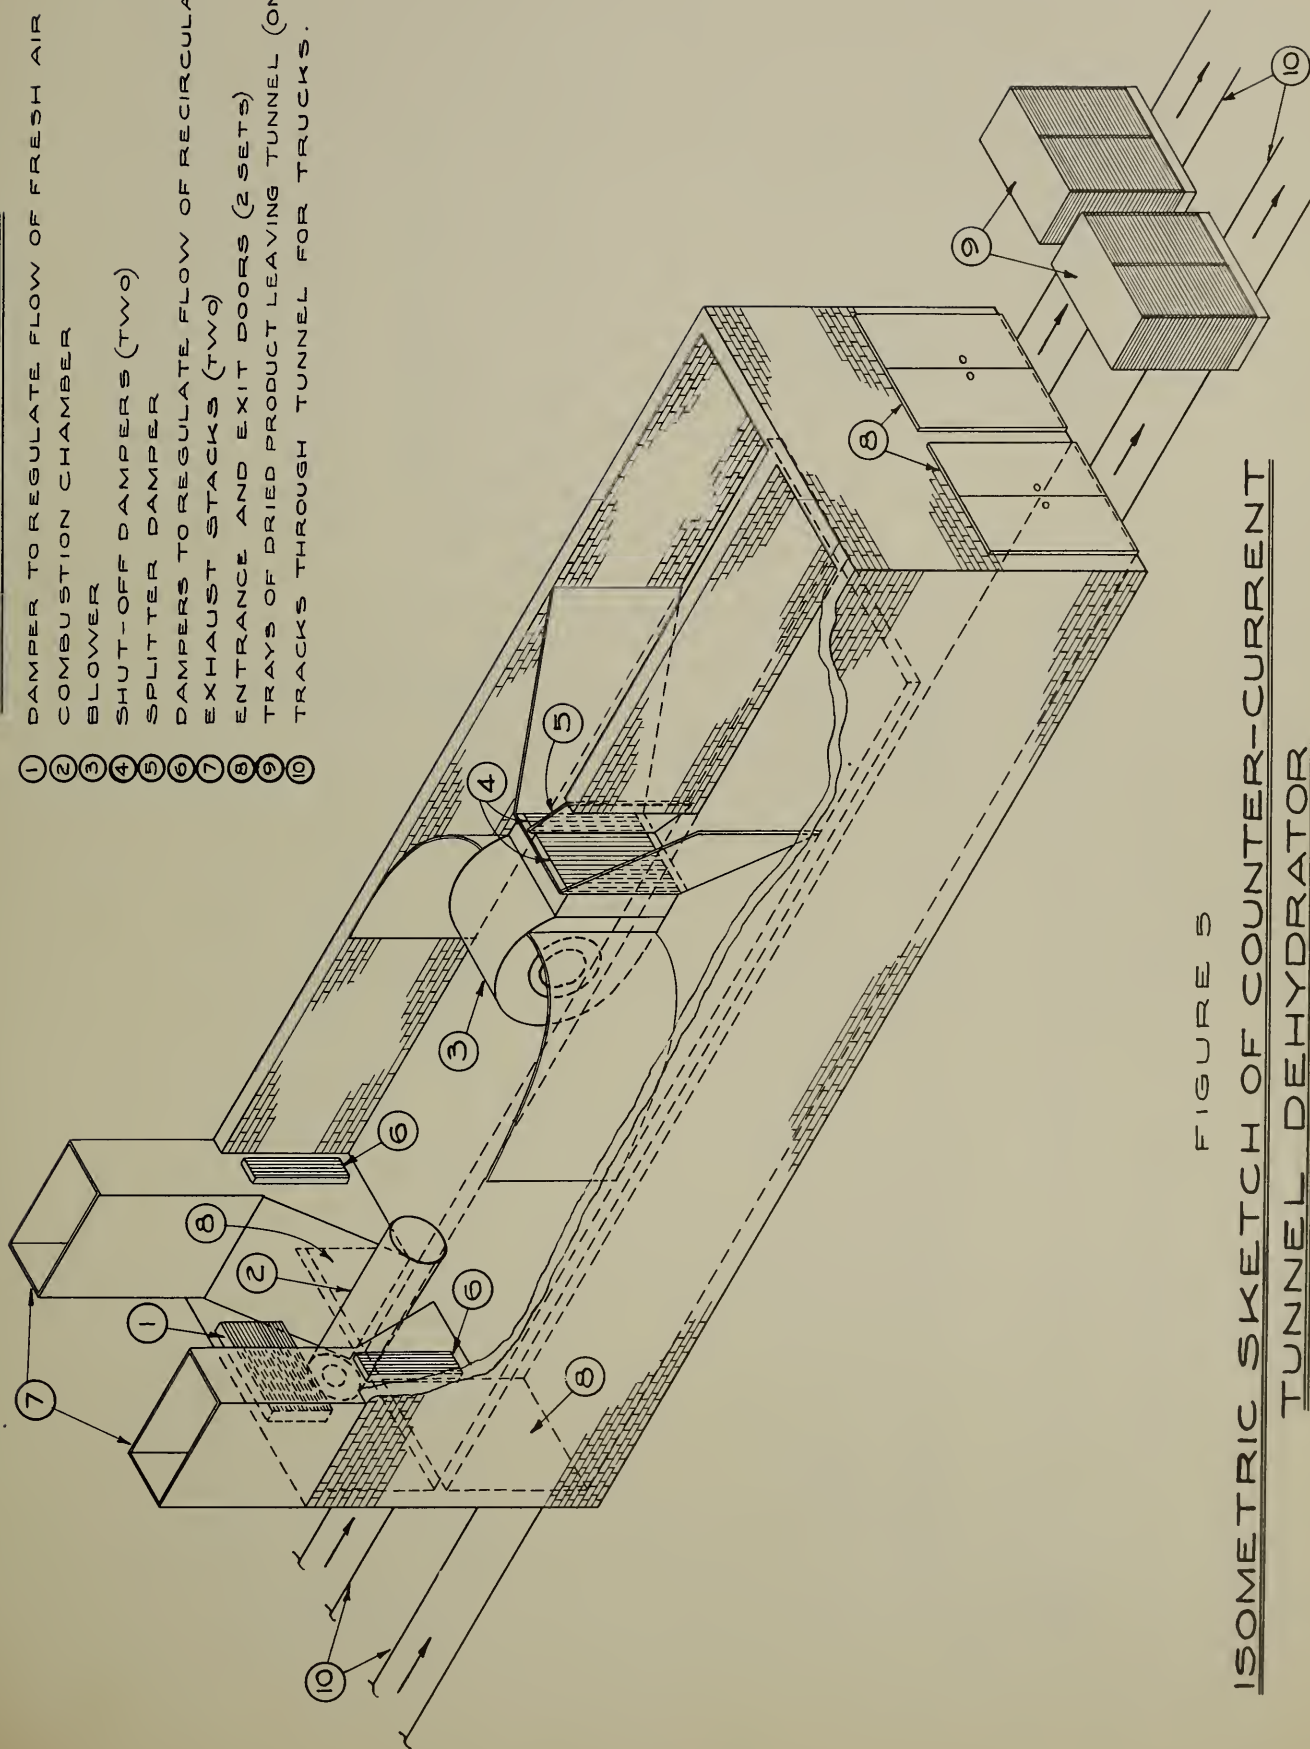 ① DAMPER TO REGULATE FLOW OF FRESH AIR
② COMBUSTION CHAMBER
③ BLOWER
④ SHUT-OFF DAMPERS (TWO)
⑤ SPLITTER DAMPER
⑥ DAMPERS TO REGULATE FLOW OF RECIRCULA
⑦ EXHAUST STACKS (TWO)
⑧ ENTRANCE AND EXIT DOORS (2 SETS)
⑨ TRAYS OF DRIED PRODUCT LEAVING TUNNEL (ON
⑩ TRACKS THROUGH TUNNEL FOR TRUCKS.
⑦
①
⑧
②
⑥
⑥
⑧
⑩
③
④
⑤
⑧
⑨
⑩
FIGURE 5
ISOMETRIC SKETCH OF COUNTER-CURRENT
TUNNEL DEHYDRATOR